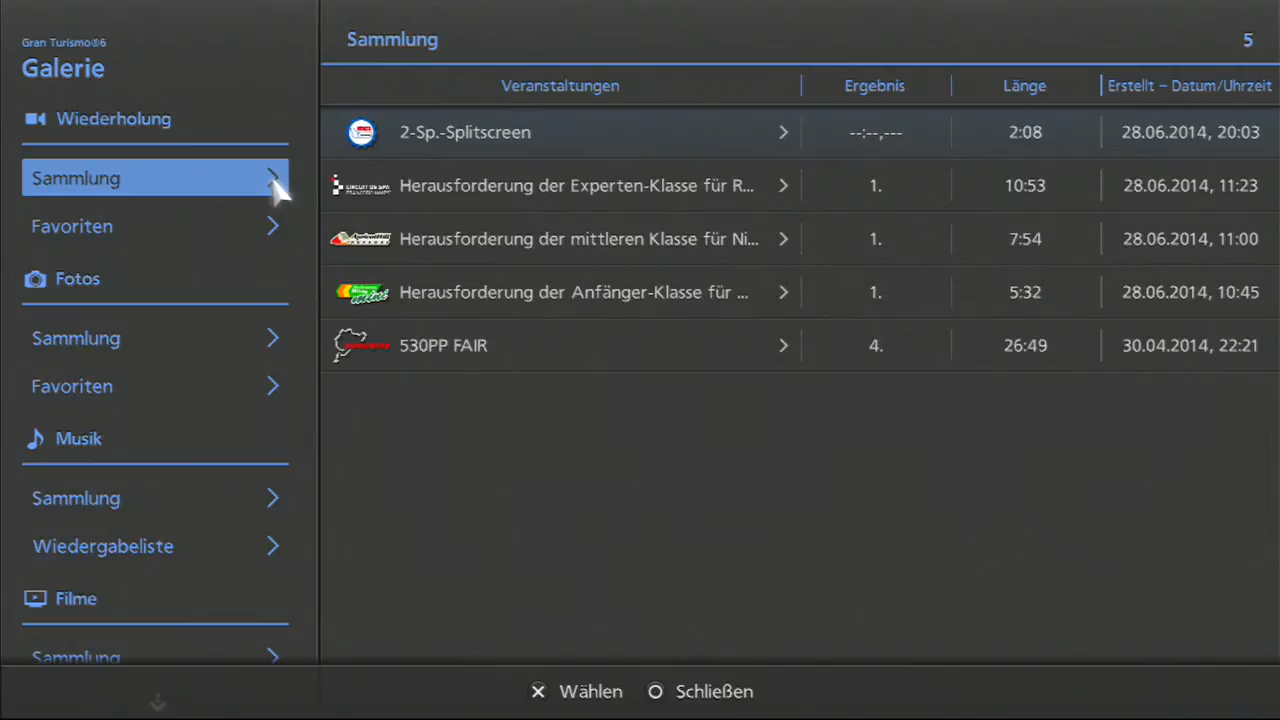 Gran Turismo®6
Galerie
Wiederholung
Sammlung
Favoriten
Fotos
Sammlung
Favoriten
Musik
Sammlung
Wiedergabeliste
Filme
Sammlung
Sammlung 5
Veranstaltungen Ergebnis Länge Erstellt – Datum/Uhrzeit
2-Sp.-Splitscreen --:--,--- 2:08 28.06.2014, 20:03
Herausforderung der Experten-Klasse für R... 1. 10:53 28.06.2014, 11:23
Herausforderung der mittleren Klasse für Ni... 1. 7:54 28.06.2014, 11:00
Herausforderung der Anfänger-Klasse für ... 1. 5:32 28.06.2014, 10:45
530PP FAIR 4. 26:49 30.04.2014, 22:21
Wählen Schließen